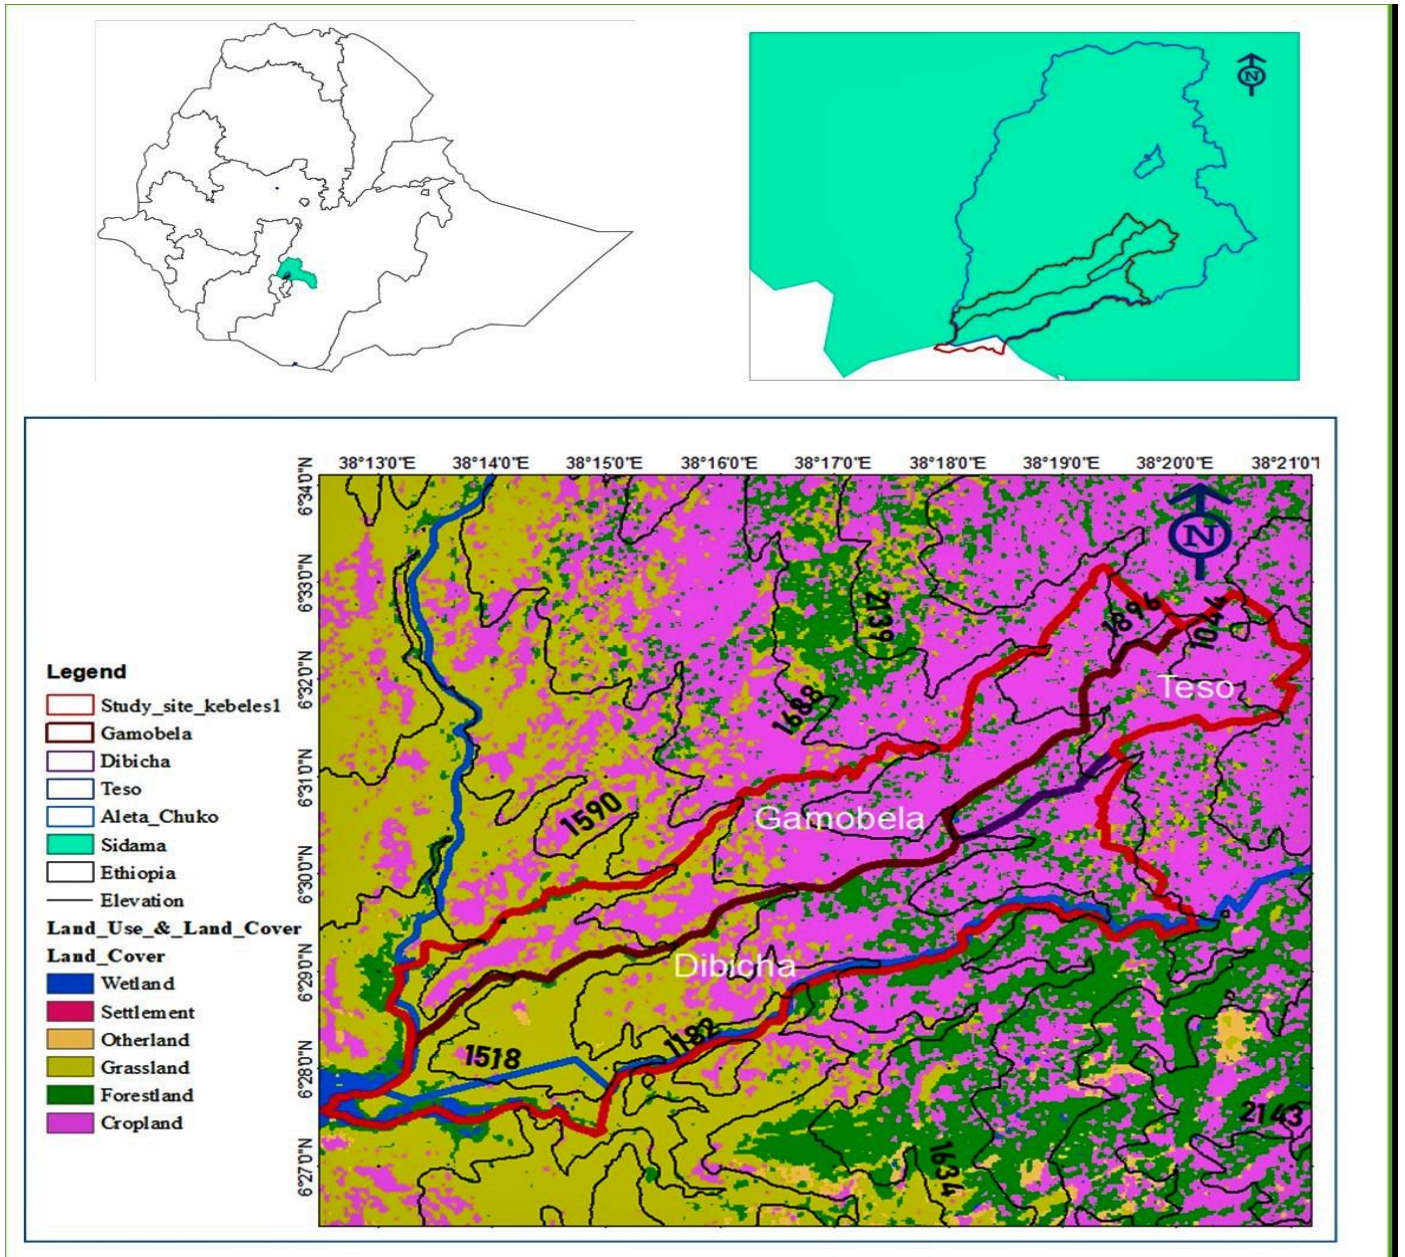 N
38°13'0"E 38°14'0"E 38°15'0"E 38°16'0"E 38°17'0"E 38°18'0"E 38°19'0"E 38°20'0"E 38°21'0"
6°34'0"N
6°33'0"N
6°32'0"N
6°31'0"N
6°30'0"N
6°29'0"N
6°28'0"N
6°27'0"N
N
2139
1896
1044
Teso
1688
Gamobela
1590
Dibicha
1182
1518
2143
1634
Legend
Study_site_kebeles1
Gamobela
Dibicha
Teso
Aleta_Chuko
Sidama
Ethiopia
Elevation
Land_Use_&_Land_Cover
Land_Cover
Wetland
Settlement
Otherland
Grassland
Forestland
Cropland